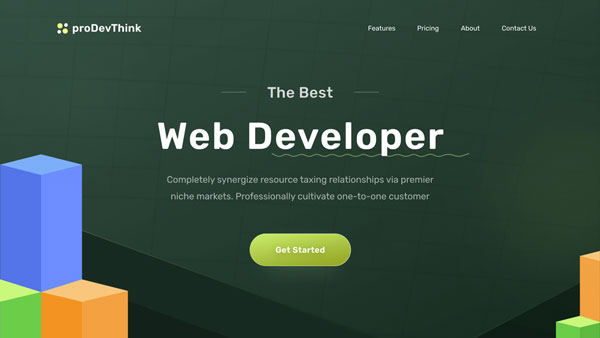 proDevThink
Features Pricing About Contact Us
The Best
Web Developer
Completely synergize resource taxing relationships via premier
niche markets. Professionally cultivate one-to-one customer
Get Started